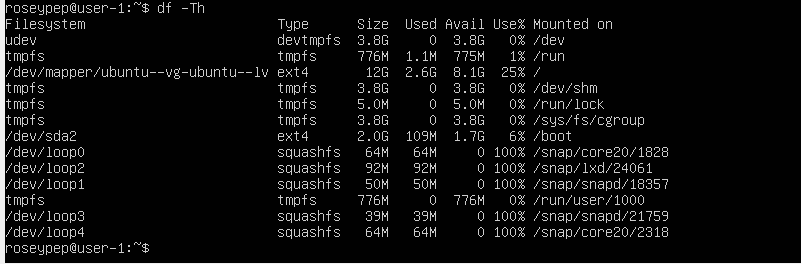 roseypep@user-1:~$ df -Th
Filesystem                        Type      Size  Used Avail Use% Mounted on
udev                              devtmpfs  3.8G     0  3.8G   0% /dev
tmpfs                             tmpfs     776M  1.1M  775M   1% /run
/dev/mapper/ubuntu--vg-ubuntu--lv ext4       12G  2.6G  8.1G  25% /
tmpfs                             tmpfs     3.8G     0  3.8G   0% /dev/shm
tmpfs                             tmpfs     5.0M     0  5.0M   0% /run/lock
tmpfs                             tmpfs     3.8G     0  3.8G   0% /sys/fs/cgroup
/dev/sda2                         ext4      2.0G  109M  1.7G   6% /boot
/dev/loop0                        squashfs   64M   64M     0 100% /snap/core20/1828
/dev/loop2                        squashfs   92M   92M     0 100% /snap/lxd/24061
/dev/loop1                        squashfs   50M   50M     0 100% /snap/snapd/18357
tmpfs                             tmpfs     776M     0  776M   0% /run/user/1000
/dev/loop3                        squashfs   39M   39M     0 100% /snap/snapd/21759
/dev/loop4                        squashfs   64M   64M     0 100% /snap/core20/2318
roseypep@user-1:~$